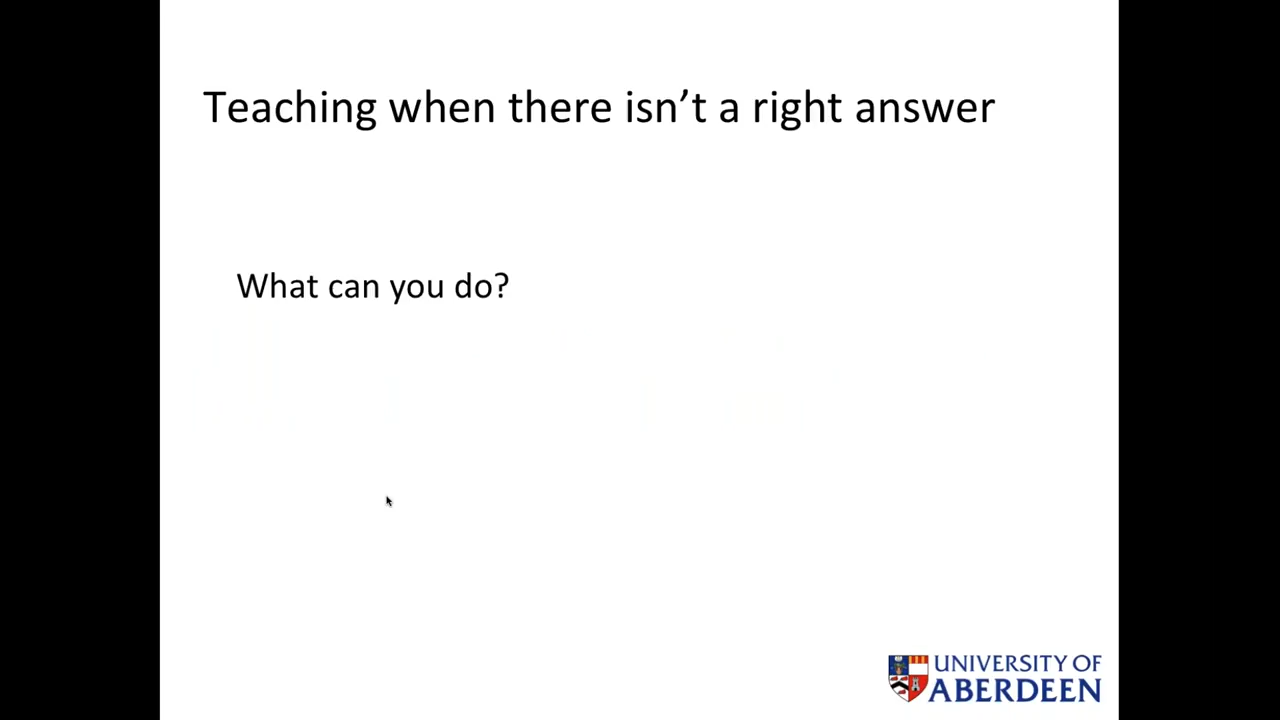 Teaching when there isn’t a right answer
What can you do?
UNIVERSITY OF
ABERDEEN